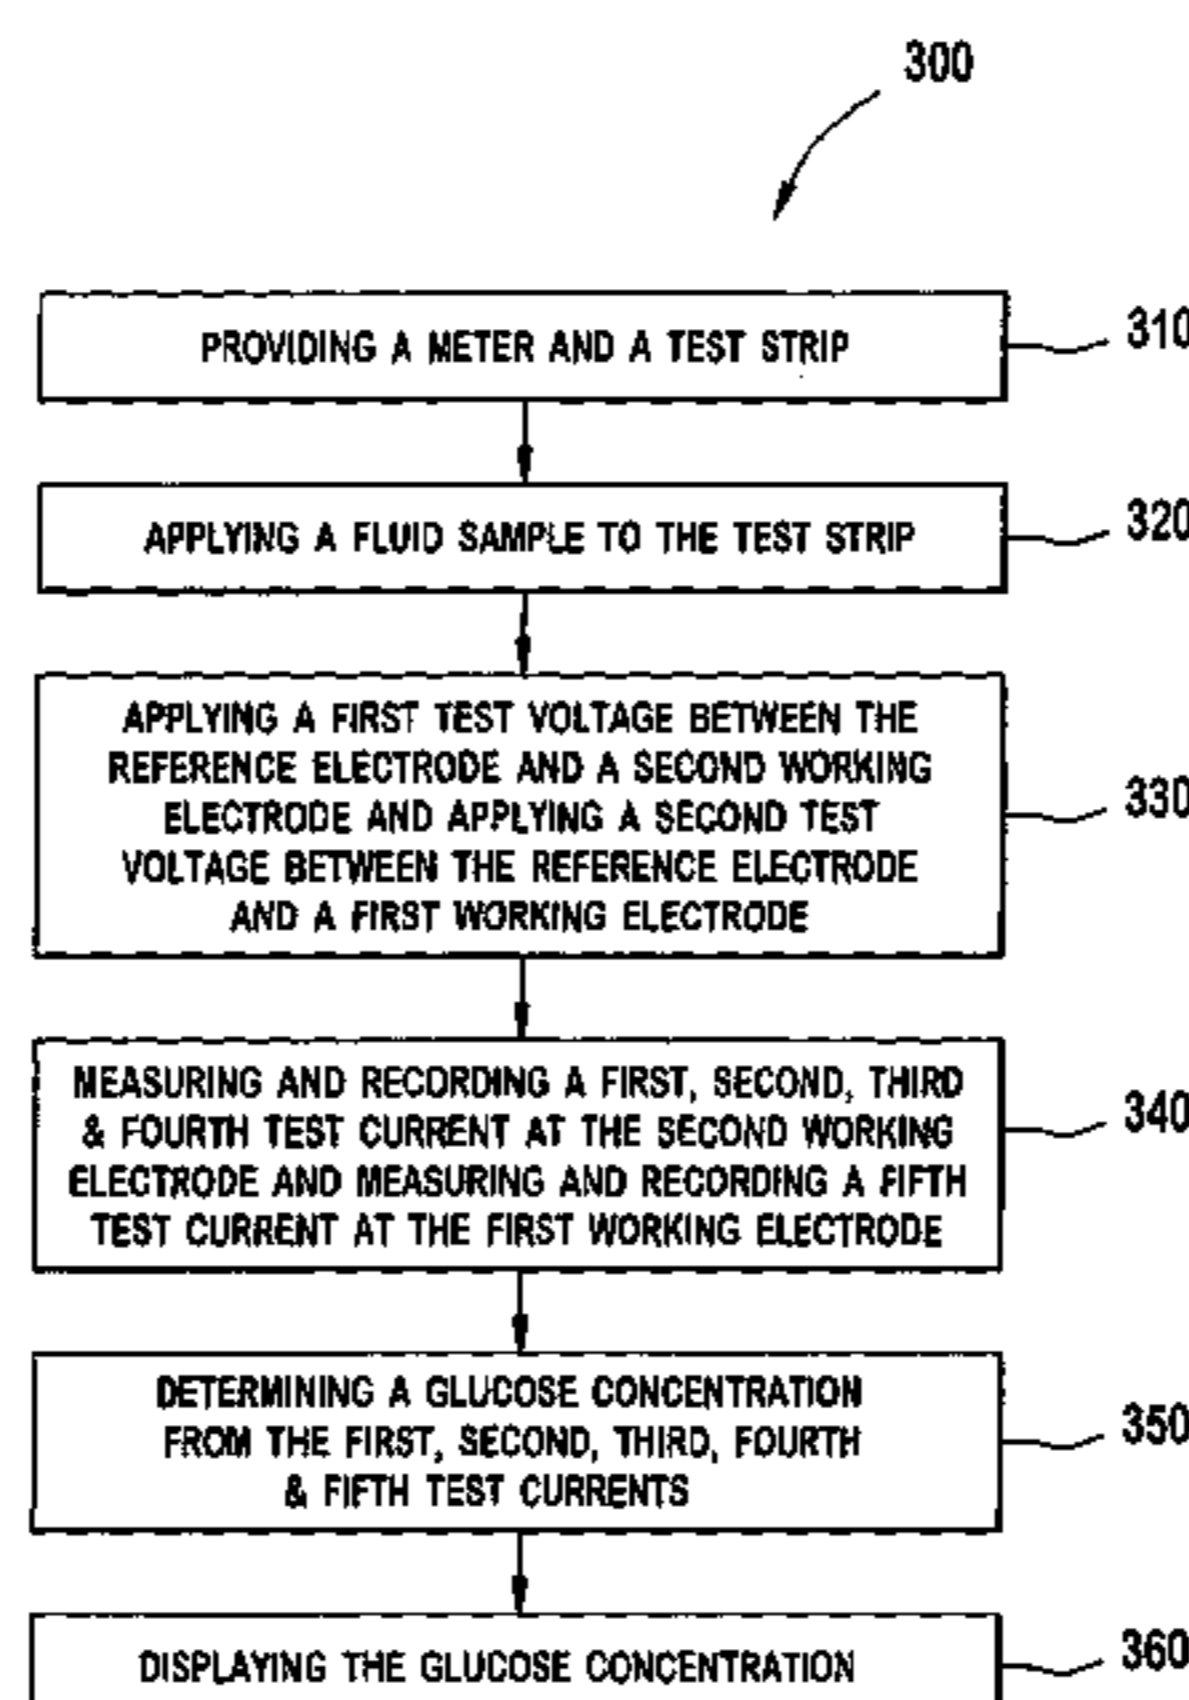 300
PROVIDING A METER AND A TEST STRIP
310
APPLYING A FLUID SAMPLE TO THE TEST STRIP
320
APPLYING A FIRST TEST VOLTAGE BETWEEN THE
REFERENCE ELECTRODE AND A SECOND WORKING
ELECTRODE AND APPLYING A SECOND TEST
VOLTAGE BETWEEN THE REFERENCE ELECTRODE
AND A FIRST WORKING ELECTRODE
330
MEASURING AND RECORDING A FIRST, SECOND, THIRD
& FOURTH TEST CURRENT AT THE SECOND WORKING
ELECTRODE AND MEASURING AND RECORDING A FIFTH
TEST CURRENT AT THE FIRST WORKING ELECTRODE
340
DETERMINING A GLUCOSE CONCENTRATION
FROM THE FIRST, SECOND, THIRD, FOURTH
& FIFTH TEST CURRENTS
350
DISPLAYING THE GLUCOSE CONCENTRATION
360